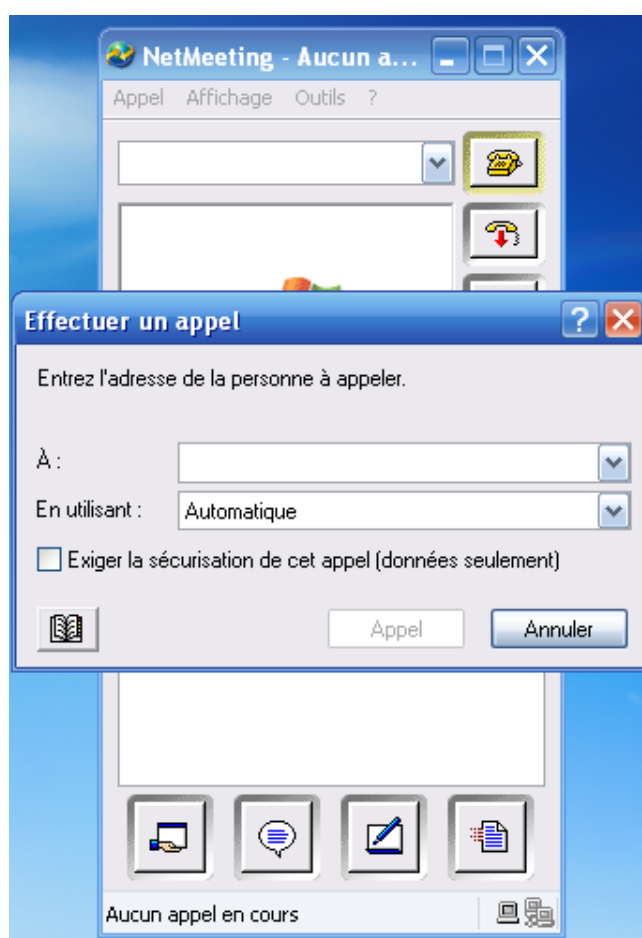 NetMeeting - Aucun a...
Appel Affichage Outils ?
Effectuer un appel
Entrez l'adresse de la personne à appeler.
À :
En utilisant : Automatique
Exiger la sécurisation de cet appel (données seulement)
Appel Annuler
Aucun appel en cours